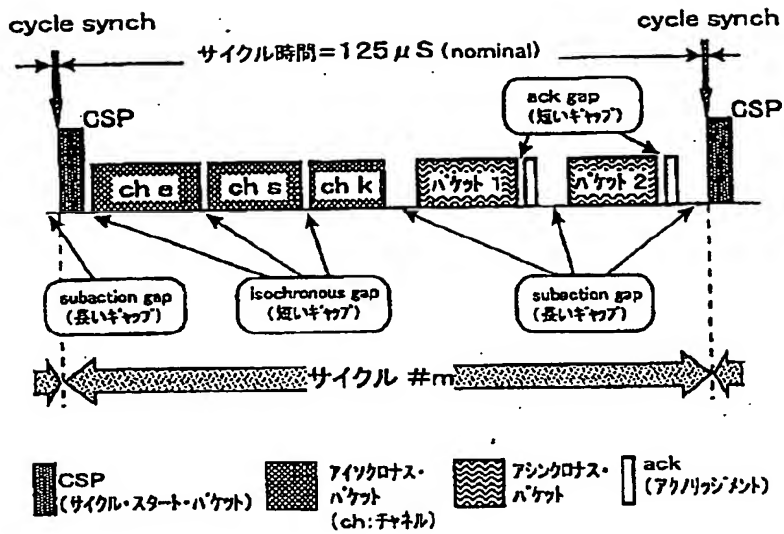 cycle synch
cycle synch
サイクル時間=125μS (nominal)
CSP
ack gap
(短いギャップ)
CSP
ch e
ch s
ch k
パケット 1
パケット 2
subaction gap
(長いギャップ)
isochronous gap
(短いギャップ)
subaction gap
(長いギャップ)
サイクル #m
CSP
(サイクル・スタート・パケット)
アイソクロナス・
パケット
(ch:チャネル)
アシンクロナス・
パケット
ack
(アクノリッジメント)